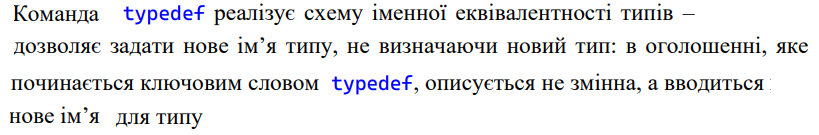 Команда typedef реалізує схему іменної еквівалентності типів –
дозволяє задати нове ім’я типу, не визначаючи новий тип: в оголошенні, яке
починається ключовим словом typedef, описується не змінна, а вводиться
нове ім’я для типу